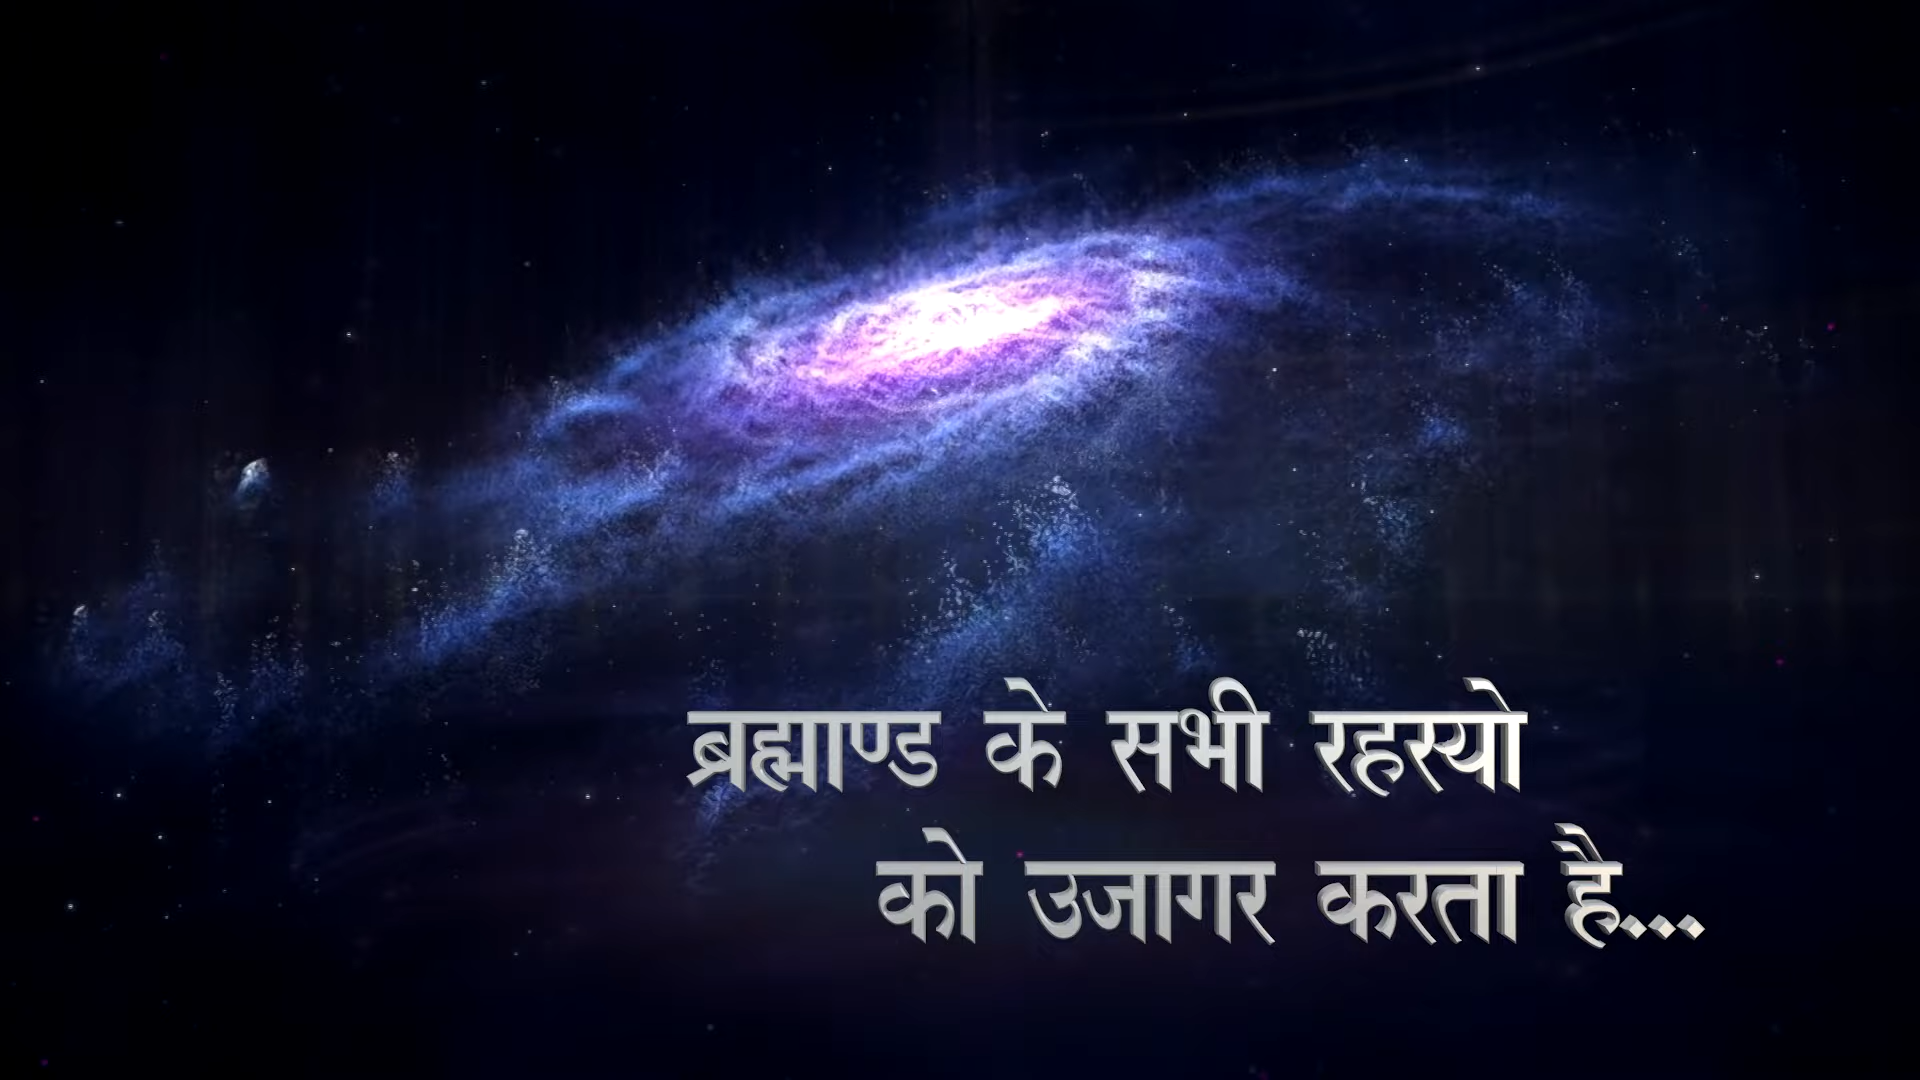 ब्रह्माण्ड के सभी रहस्यो
को उजागर करता है...